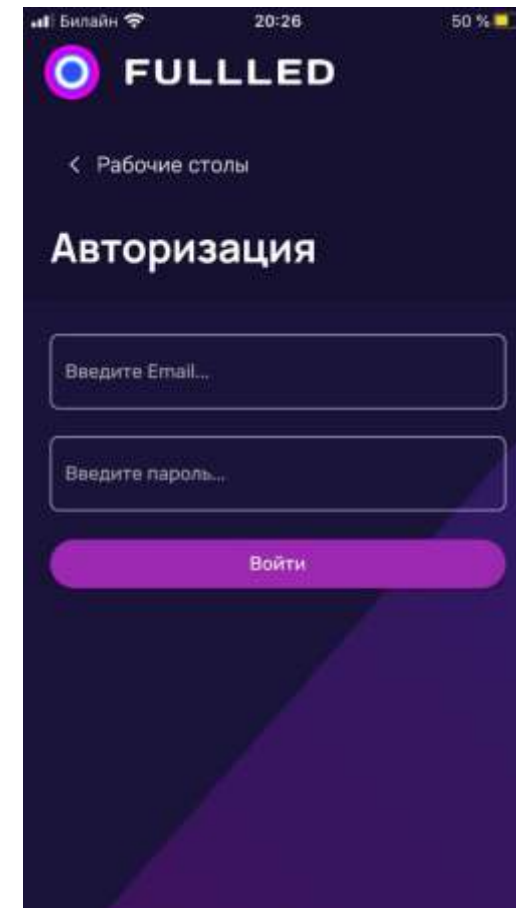 Билайн 20:26 50 %
FULLLED
< Рабочие столы
Авторизация
Введите Email...
Введите пароль...
Войти